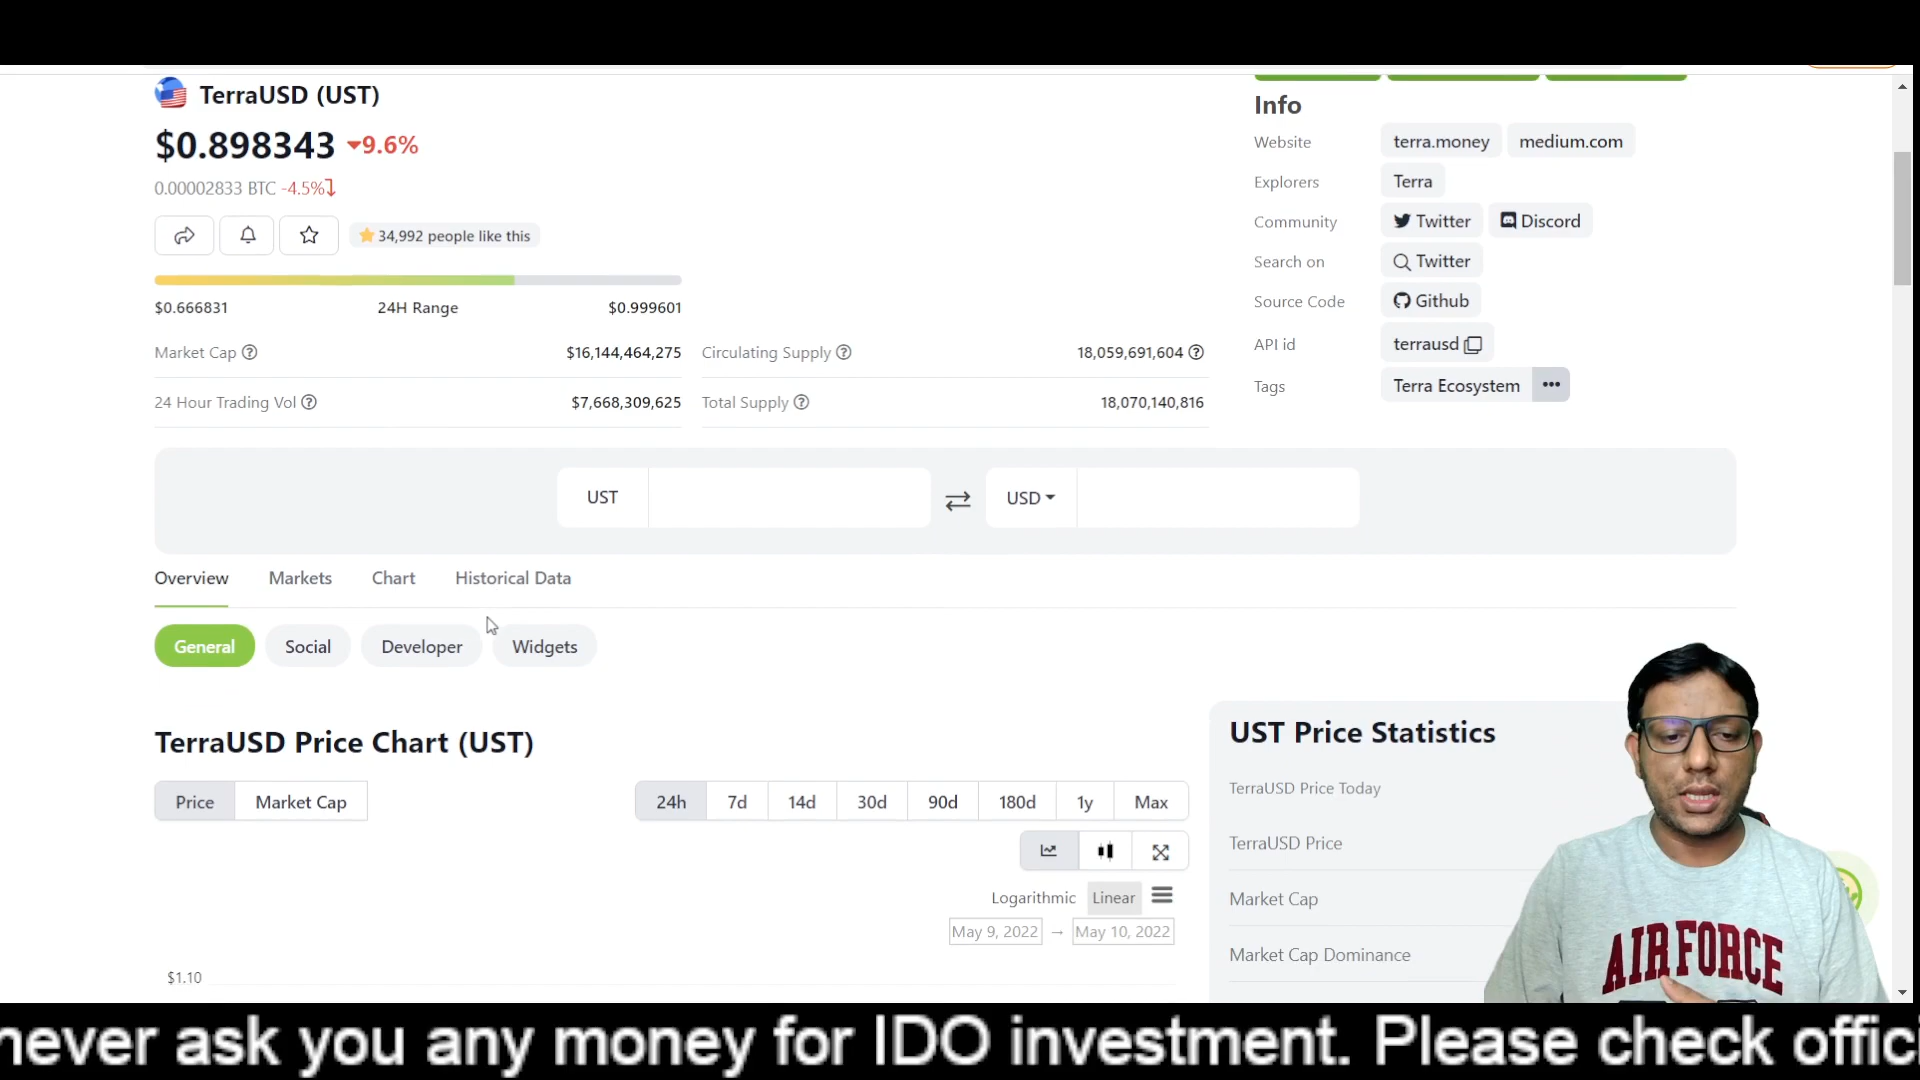 TerraUSD (UST)
$0.898343 9.6%
0.00002833 BTC -4.5%
34,992 people like this
$0.666831 24H Range $0.999601
Market Cap $16,144,464,275
24 Hour Trading Vol $7,668,309,625
Circulating Supply 18,059,691,604
Total Supply 18,070,140,816
Info
Website terra.money medium.com
Explorers Terra
Community Twitter Discord
Search on Twitter
Source Code Github
API id terrausd
Tags Terra Ecosystem •••
UST USD
Overview Markets Chart Historical Data
General Social Developer Widgets
TerraUSD Price Chart (UST)
Price Market Cap
24h 7d 14d 30d 90d 180d 1y Max
Logarithmic Linear
May 9, 2022 → May 10, 2022
$1.10
UST Price Statistics
TerraUSD Price Today
TerraUSD Price
Market Cap
Market Cap Dominance
AIR FORCE
never ask you any money for IDO investment. Please check offic